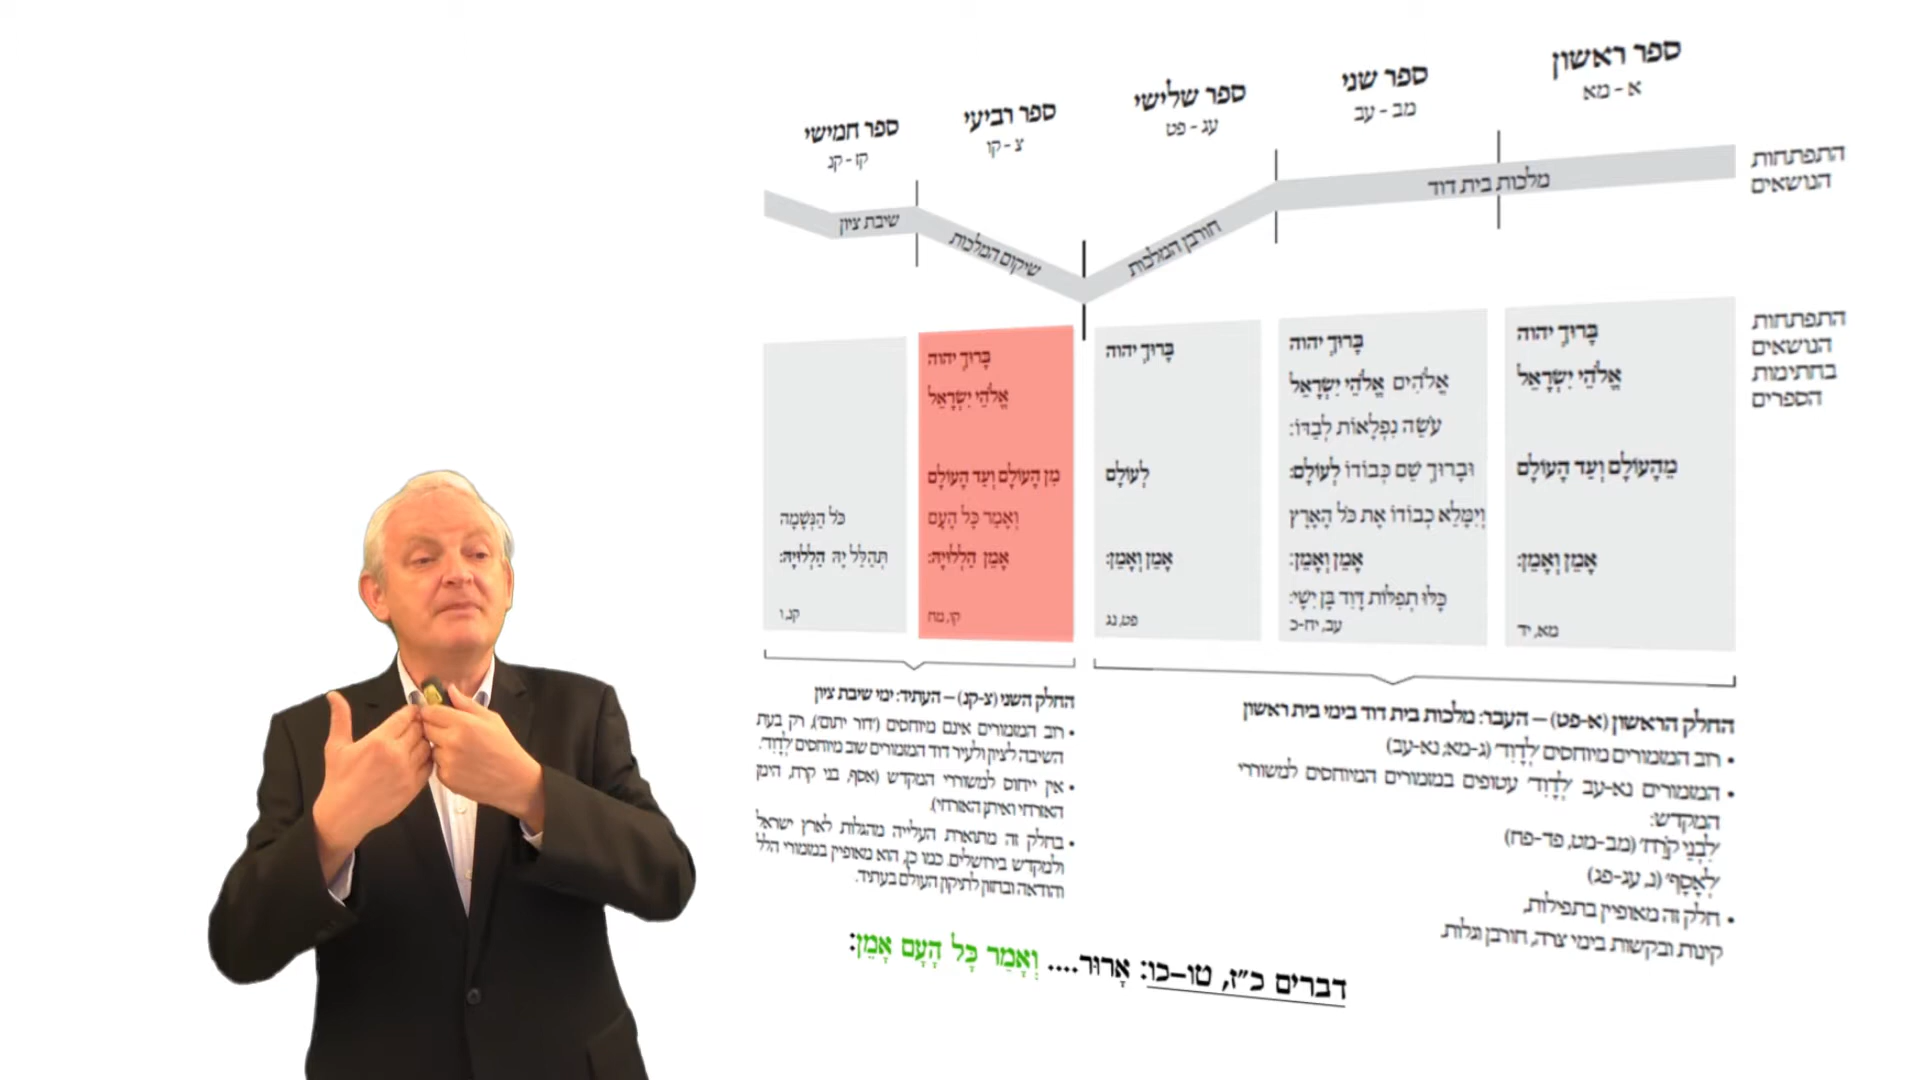 ספר ראשון
א - מא
ספר שני
מב - עב
ספר שלישי
עג - פט
ספר רביעי
צ - קו
ספר חמישי
קז - קנ
התפתחות
הנושאים
מלכות בית דוד
חורבן המלכות
שיקום המלכות
שיבת ציון
התפתחות
הנושאים
בחתימות
הספרים
בָּרוּךְ יהוה
אֱלֹהֵי יִשְׂרָאֵל
מֵהָעוֹלָם וְעַד הָעוֹלָם
אָמֵן וְאָמֵן:
מא, יד
בָּרוּךְ יהוה
אֱלֹהִים אֱלֹהֵי יִשְׂרָאֵל
עֹשֵׂה נִפְלָאוֹת לְבַדּוֹ:
וּבָרוּךְ שֵׁם כְּבוֹדוֹ לְעוֹלָם:
וְיִמָּלֵא כְבוֹדוֹ אֶת כֹּל הָאָרֶץ
אָמֵן וְאָמֵן:
כָּלּוּ תְפִלּוֹת דָּוִד בֶּן יִשָׁי:
עב, יח-כ
בָּרוּךְ יהוה
לְעוֹלָם
אָמֵן וְאָמֵן:
פט, נג
בָּרוּךְ יהוה
אֱלֹהֵי יִשְׂרָאֵל
מִן הָעוֹלָם וְעַד הָעוֹלָם
וְאָמַר כָּל הָעָם
אָמֵן הַלְלוּיָהּ:
קו, מח
כֹּל הַנְּשָׁמָה
תְּהַלֵּל יָהּ הַלְלוּיָהּ:
קנ, ו
החלק הראשון (א-פט) – העבר: מלכות בית דוד בימי בית ראשון
• רוב המזמורים מיוחסים 'לְדָוִד' (ג-מא; נא-עב)
• המזמורים נא-עב 'לְדָוִד' עטופים במזמורים המיוחסים למשוררי
המקדש:
'לִבְנֵי קֹרַח' (מב-מט, פד-פח)
'לְאָסָף' (נ, עג-פג)
• חלק זה מאופיין בתפילות,
קינות ובקשות בימי צרה, חורבן וגלות.
החלק השני (צ-קנ) – העתיד: ימי שיבת ציון
• רוב המזמורים אינם מיוחסים ('דור יתום'), רק בעת
השיבה לציון ולעיר דוד המזמורים שוב מיוחסים 'לְדָוִד'.
• אין ייחוס למשוררי המקדש (אסף, בני קרח, הימן
האזרחי ואיתן האזרחי).
• בחלק זה מתוארת העלייה מהגלות לארץ ישראל
ולמקדש בירושלים. כמו כן, הוא מאופיין במזמורי הלל
והודאה ובחזון לתיקון העולם בעתיד.
דברים כ״ז, טו–כו: אָרוּר.... וְאָמַר כָּל הָעָם אָמֵן: